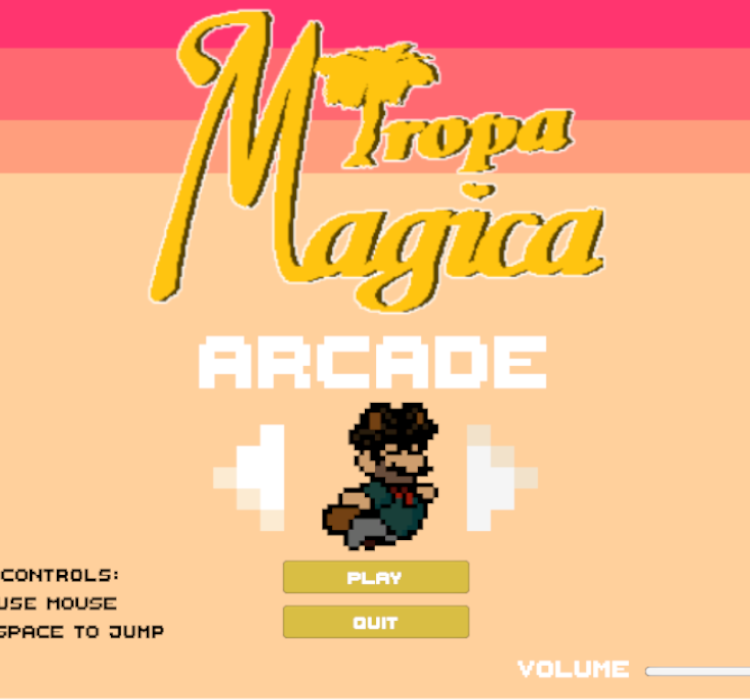 Tropa
Magica
ARCADE
CONTROLS:
USE MOUSE
SPACE TO JUMP
PLAY
QUIT
VOLUME